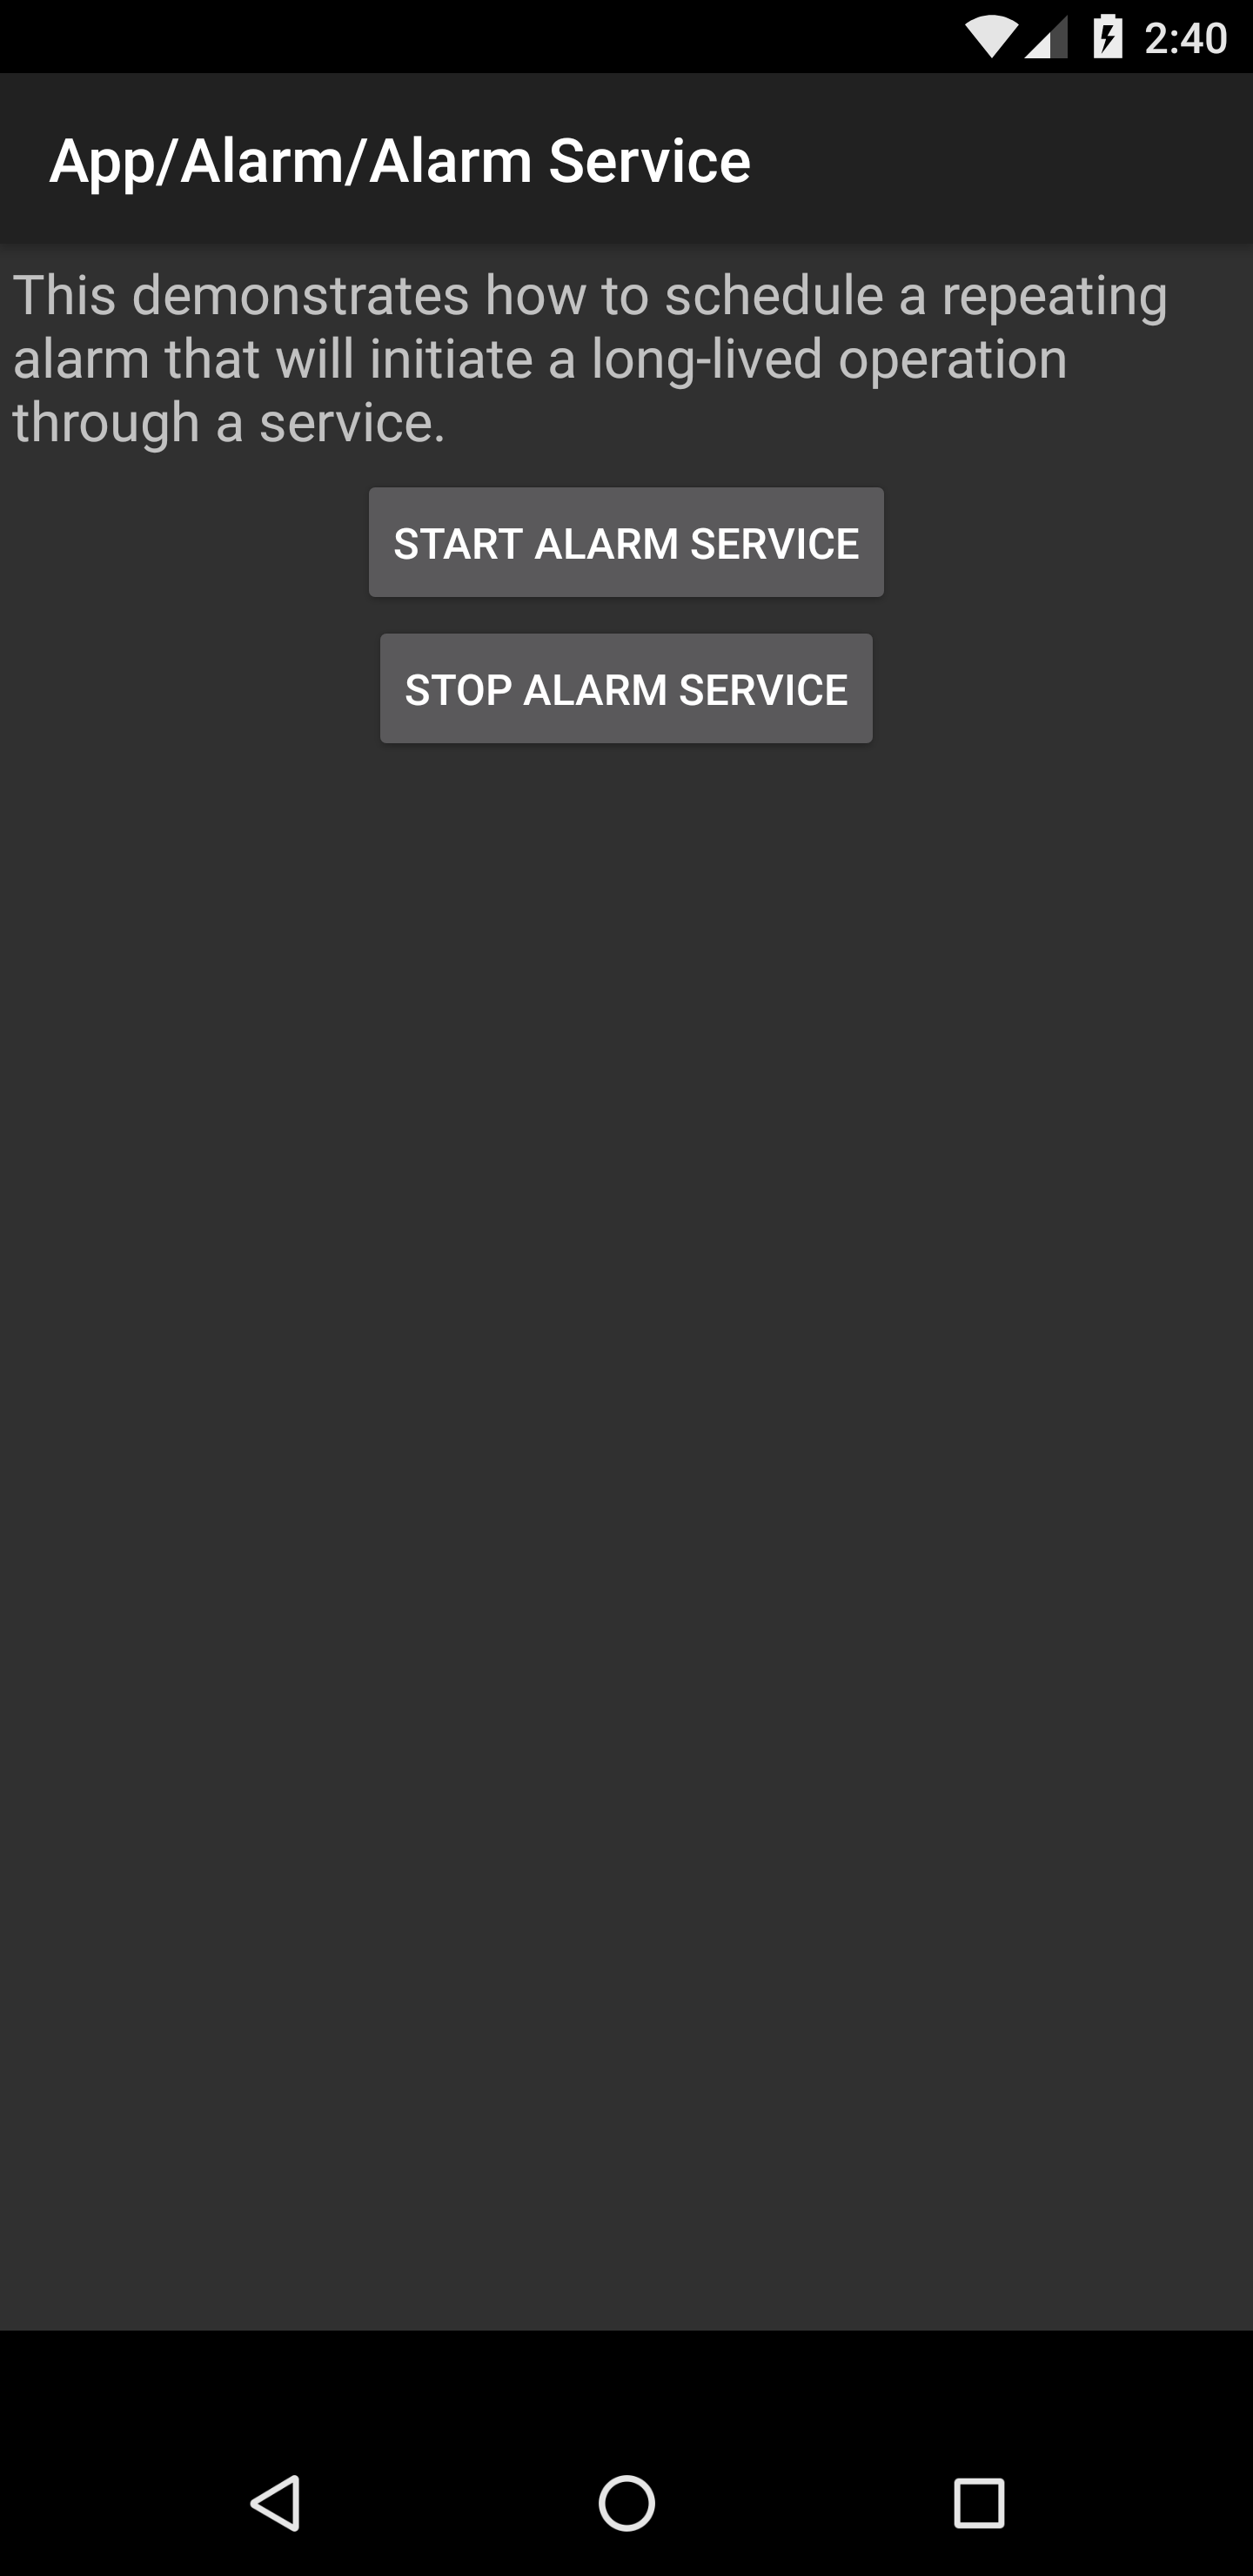 2:40
App/Alarm/Alarm Service
This demonstrates how to schedule a repeating
alarm that will initiate a long-lived operation
through a service.
START ALARM SERVICE
STOP ALARM SERVICE